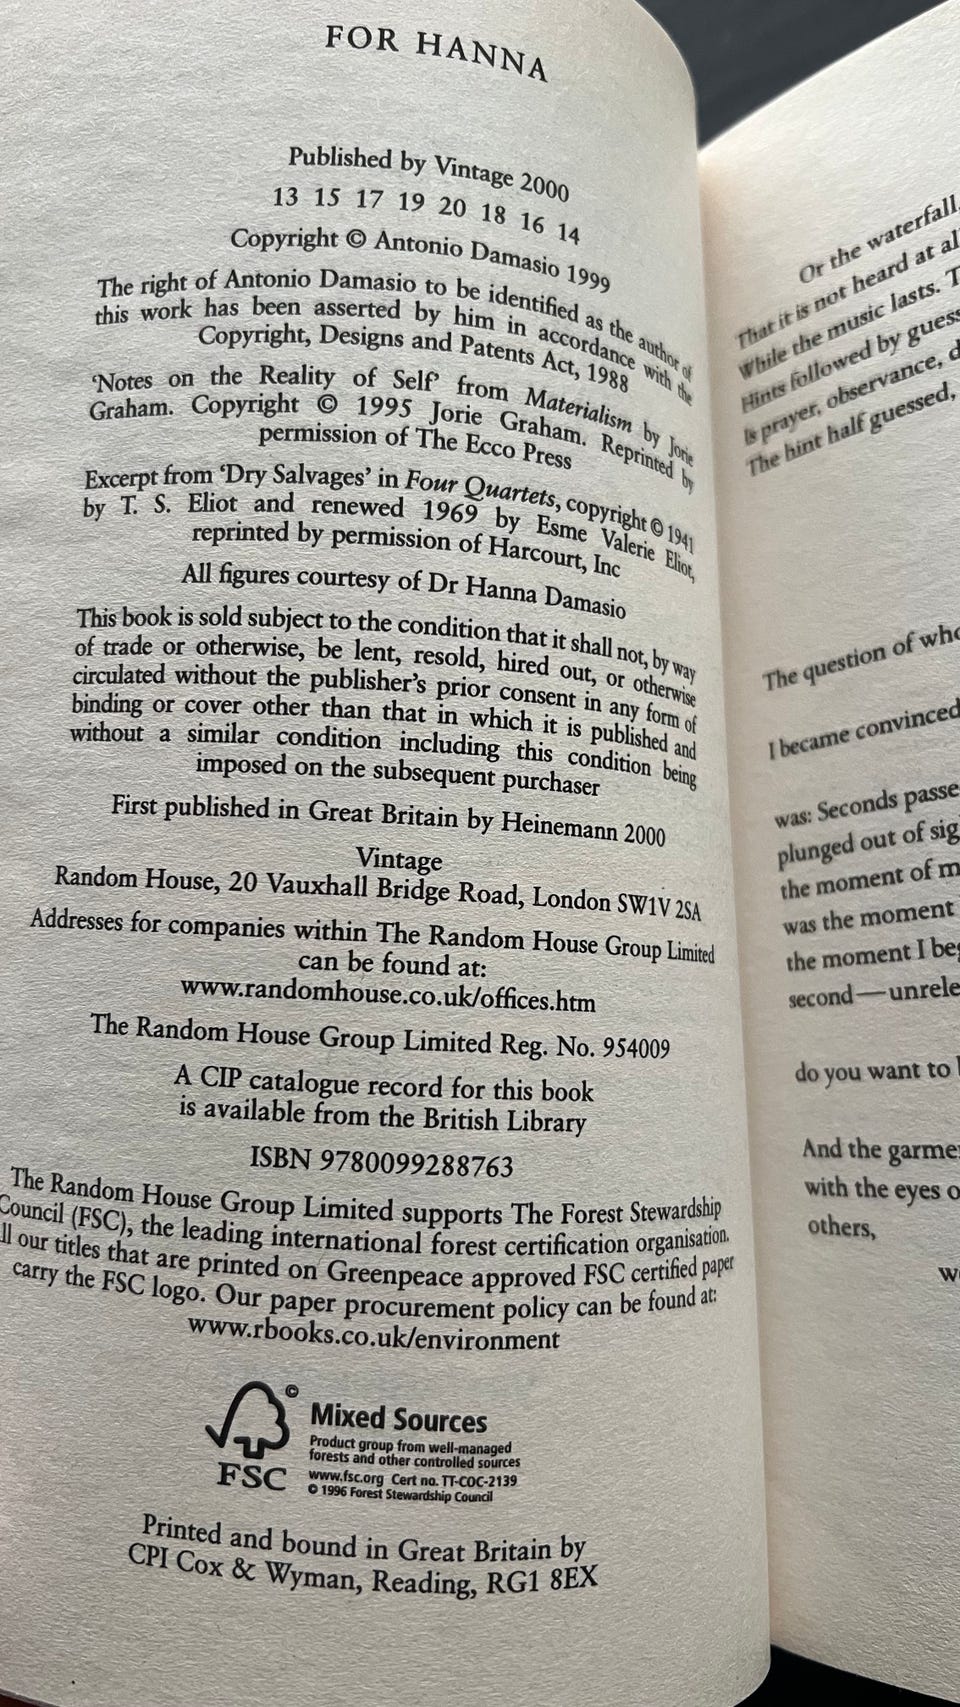 FOR HANNA
Published by Vintage 2000
13 15 17 19 20 18 16 14
Copyright © Antonio Damasio 1999
The right of Antonio Damasio to be identified as the author of
this work has been asserted by him in accordance with the
Copyright, Designs and Patents Act, 1988
‘Notes on the Reality of Self’ from Materialism by Jorie
Graham. Copyright © 1995 Jorie Graham. Reprinted by
permission of The Ecco Press
Excerpt from ‘Dry Salvages’ in Four Quartets, copyright © 1941
by T. S. Eliot and renewed 1969 by Esme Valerie Eliot,
reprinted by permission of Harcourt, Inc
All figures courtesy of Dr Hanna Damasio
This book is sold subject to the condition that it shall not, by way
of trade or otherwise, be lent, resold, hired out, or otherwise
circulated without the publisher's prior consent in any form of
binding or cover other than that in which it is published and
without a similar condition including this condition being
imposed on the subsequent purchaser
First published in Great Britain by Heinemann 2000
Vintage
Random House, 20 Vauxhall Bridge Road, London SW1V 2SA
Addresses for companies within The Random House Group Limited
can be found at:
www.randomhouse.co.uk/offices.htm
The Random House Group Limited Reg. No. 954009
A CIP catalogue record for this book
is available from the British Library
ISBN 9780099288763
The Random House Group Limited supports The Forest Stewardship
Council (FSC), the leading international forest certification organisation.
ll our titles that are printed on Greenpeace approved FSC certified paper
carry the FSC logo. Our paper procurement policy can be found at:
www.rbooks.co.uk/environment
©
Mixed Sources
Product group from well-managed
forests and other controlled sources
www.fsc.org Cert no. TT-COC-2139
© 1996 Forest Stewardship Council
FSC
Printed and bound in Great Britain by
CPI Cox & Wyman, Reading, RG1 8EX
Or the waterfall,
That it is not heard at al
While the music lasts. T
Hints followed by guess
Is prayer, observance, d
The hint half guessed,
The question of who
I became convinced
was: Seconds passe
plunged out of sig
the moment of m
was the moment
the moment I beg
second—unrele
do you want to
And the garme
with the eyes o
others,
w